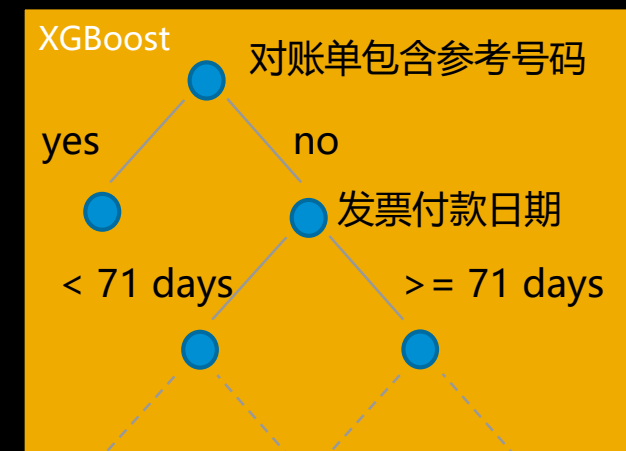 XGBoost
对账单包含参考号码
yes
no
发票付款日期
< 71 days
>= 71 days